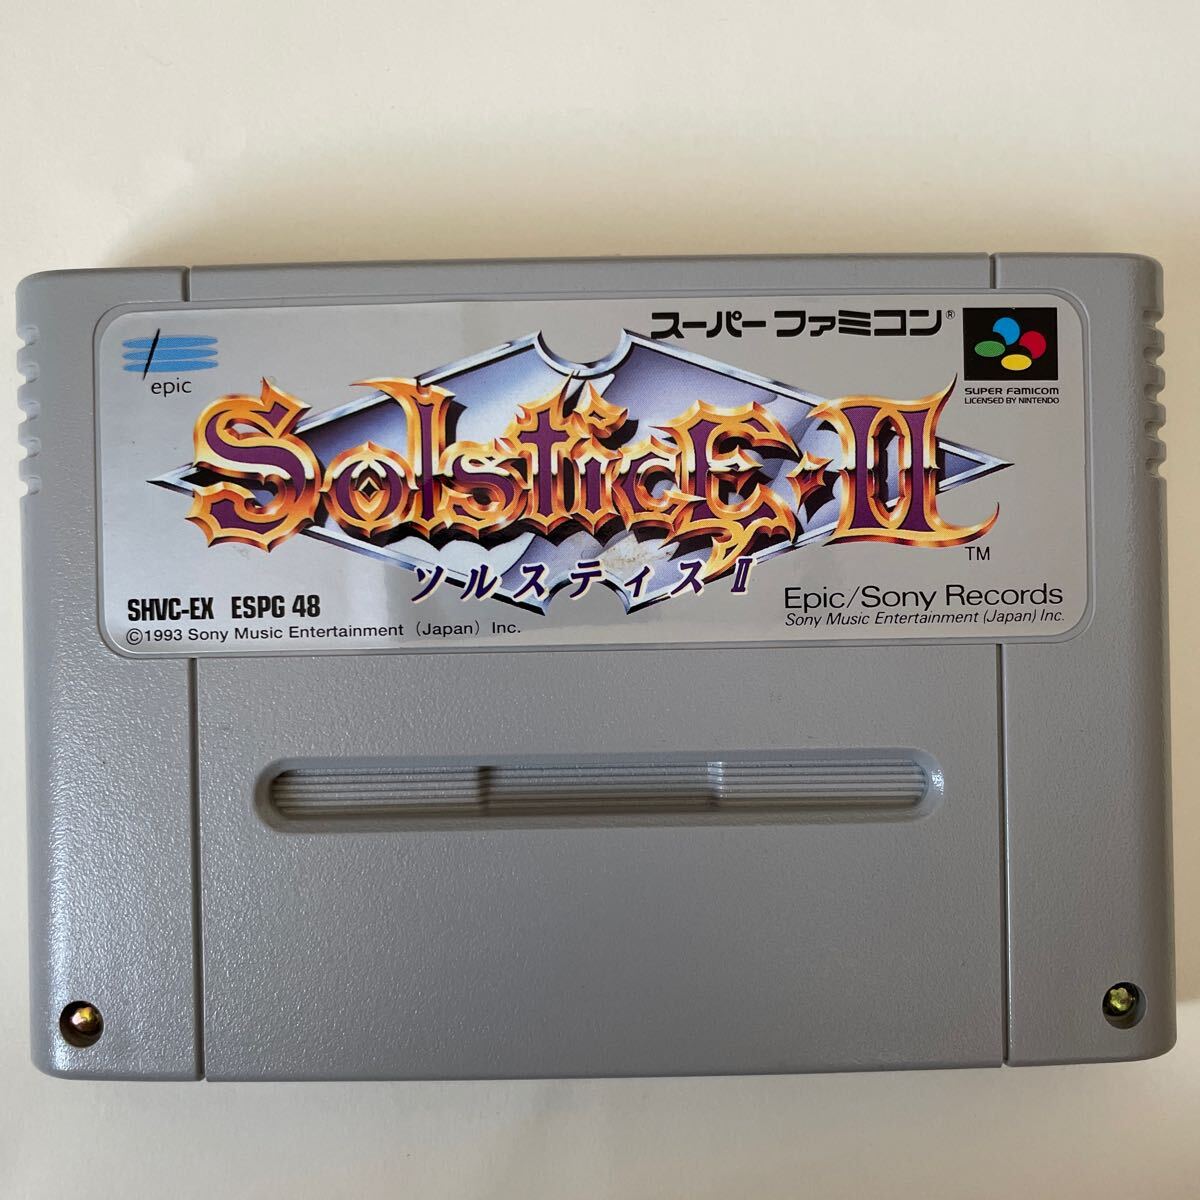 スーパーファミコン®
epic
SUPER FAMICOM
LICENSED BY NINTENDO
Solstice・II
TM
ソルスティスII
SHVC-EX ESPG 48
©1993 Sony Music Entertainment (Japan) Inc.
Epic/Sony Records
Sony Music Entertainment (Japan) Inc.